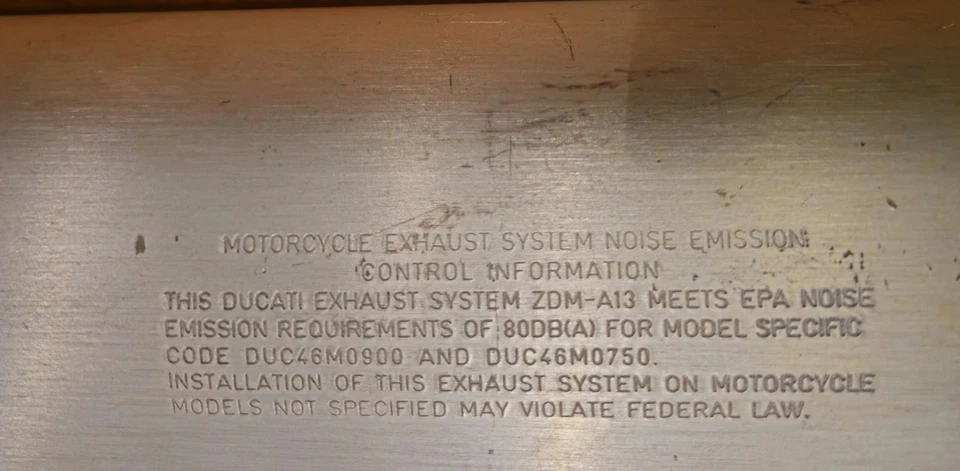 MOTORCYCLE EXHAUST SYSTEM NOISE EMISSION
CONTROL INFORMATION
THIS DUCATI EXHAUST SYSTEM ZDM-A13 MEETS EPA NOISE
EMISSION REQUIREMENTS OF 80DB(A) FOR MODEL SPECIFIC
CODE DUC46M0900 AND DUC46M0750.
INSTALLATION OF THIS EXHAUST SYSTEM ON MOTORCYCLE
MODELS NOT SPECIFIED MAY VIOLATE FEDERAL LAW.